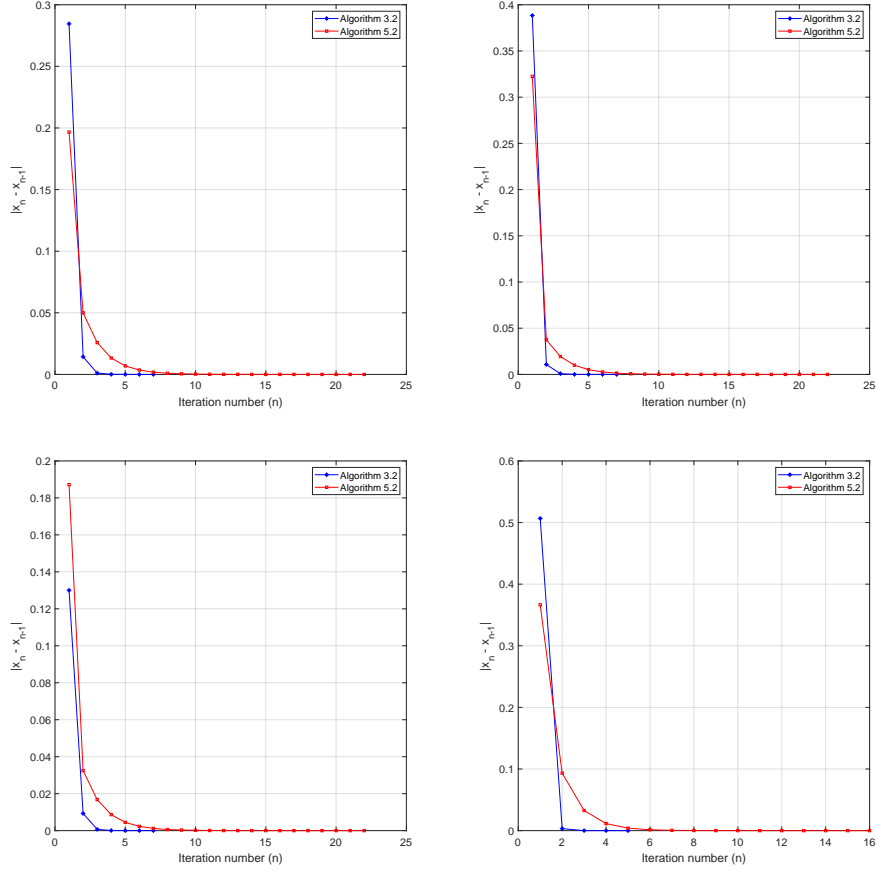 0.3
0.25
0.2
0.15
0.1
0.05
0
|x_n - x_{n-1}|
Algorithm 3.2
Algorithm 5.2
0 5 10 15 20 25
Iteration number (n)
0.4
0.35
0.3
0.25
0.2
0.15
0.1
0.05
0
|x_n - x_{n-1}|
Algorithm 3.2
Algorithm 5.2
0 5 10 15 20 25
Iteration number (n)
0.2
0.18
0.16
0.14
0.12
0.1
0.08
0.06
0.04
0.02
0
|x_n - x_{n-1}|
Algorithm 3.2
Algorithm 5.2
0 5 10 15 20 25
Iteration number (n)
0.6
0.5
0.4
0.3
0.2
0.1
0
|x_n - x_{n-1}|
Algorithm 3.2
Algorithm 5.2
0 2 4 6 8 10 12 14 16
Iteration number (n)